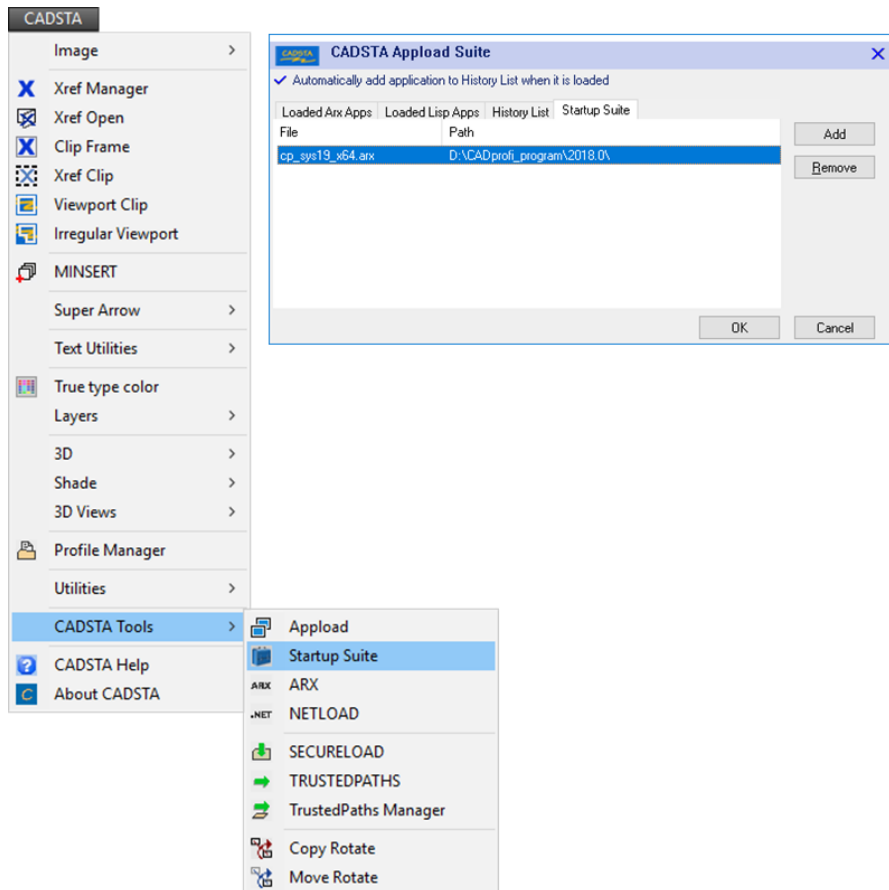 CADSTA
Image
Xref Manager
Xref Open
Clip Frame
Xref Clip
Viewport Clip
Irregular Viewport
MINSERT
Super Arrow
Text Utilities
True type color
Layers
3D
Shade
3D Views
Profile Manager
Utilities
CADSTA Tools
CADSTA Help
About CADSTA
CADSTA CADSTA Appload Suite
Automatically add application to History List when it is loaded
Loaded Arx Apps Loaded Lisp Apps History List Startup Suite
File Path
cp_sys19_x64.arx D:\CADprofi_program\2018.0\
Add
Remove
OK Cancel
Appload
Startup Suite
ARX ARX
.NET NETLOAD
SECURELOAD
TRUSTEDPATHS
TrustedPaths Manager
Copy Rotate
Move Rotate